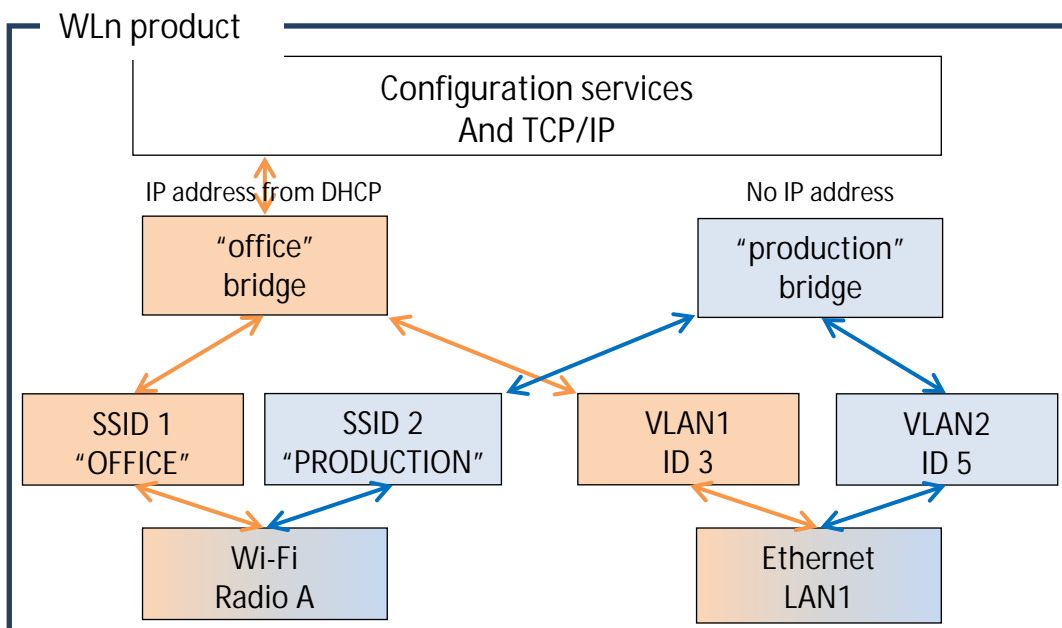 WLn product
Configuration services
And TCP/IP
IP address from DHCP
No IP address
“office”
bridge
“production”
bridge
SSID 1
“OFFICE”
SSID 2
“PRODUCTION”
VLAN1
ID 3
VLAN2
ID 5
Wi-Fi
Radio A
Ethernet
LAN1